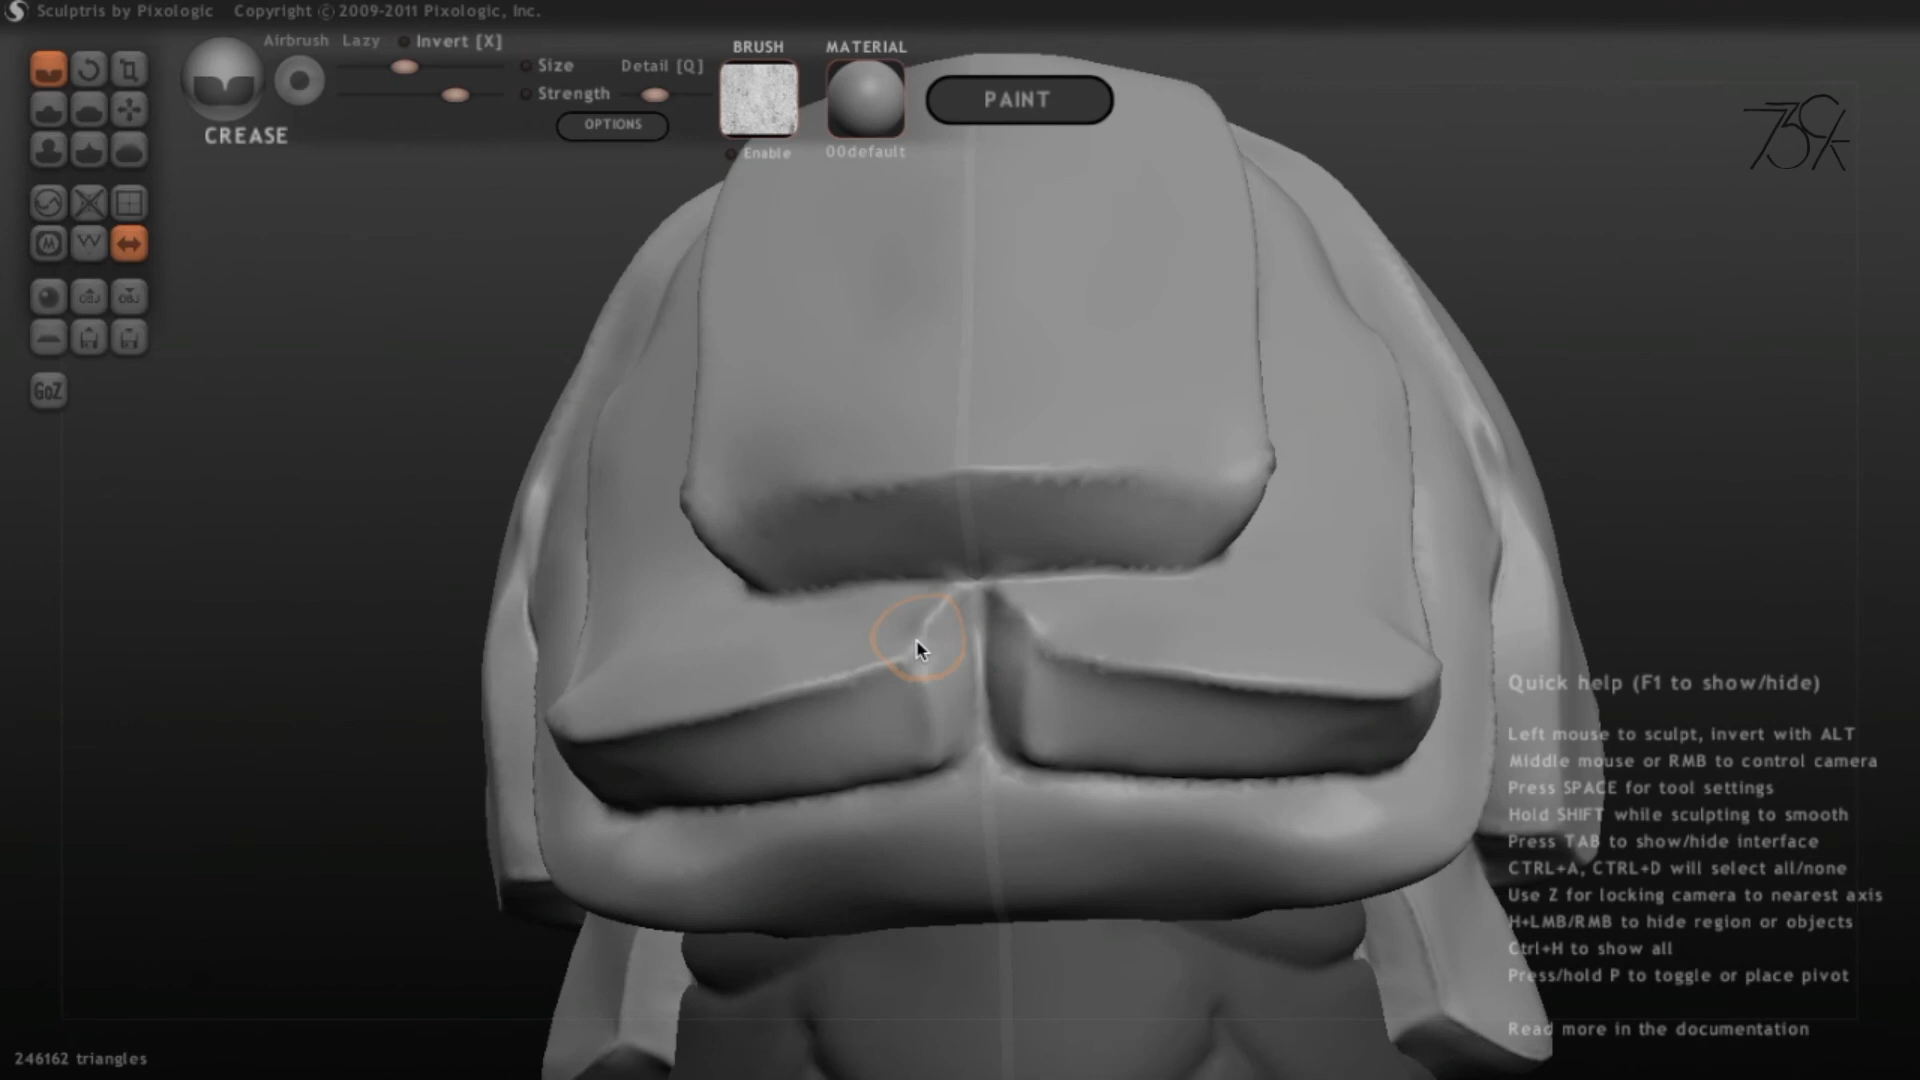 Sculptris by Pixologic Copyright © 2009-2011 Pixologic, Inc.
Airbrush Lazy Invert [X]
Size Detail [Q]
Strength
OPTIONS
CREASE
BRUSH
Enable
MATERIAL
00default
PAINT
OBJ OBJ
GoZ
Quick help (F1 to show/hide)
Left mouse to sculpt, invert with ALT
Middle mouse or RMB to control camera
Press SPACE for tool settings
Hold SHIFT while sculpting to smooth
Press TAB to show/hide interface
CTRL+A, CTRL+D will select all/none
Use Z for locking camera to nearest axis
H+LMB/RMB to hide region or objects
Ctrl+H to show all
Press/hold P to toggle or place pivot
Read more in the documentation
246162 triangles